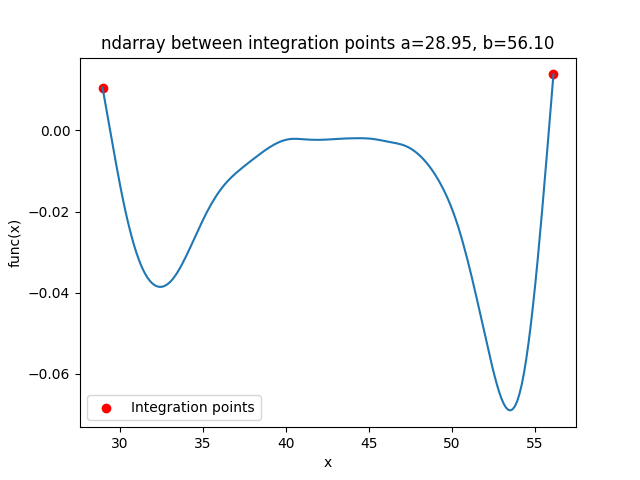 ndarray between integration points a=28.95, b=56.10
0.00
−0.02
−0.04
−0.06
func(x)
Integration points
30 35 40 45 50 55
x